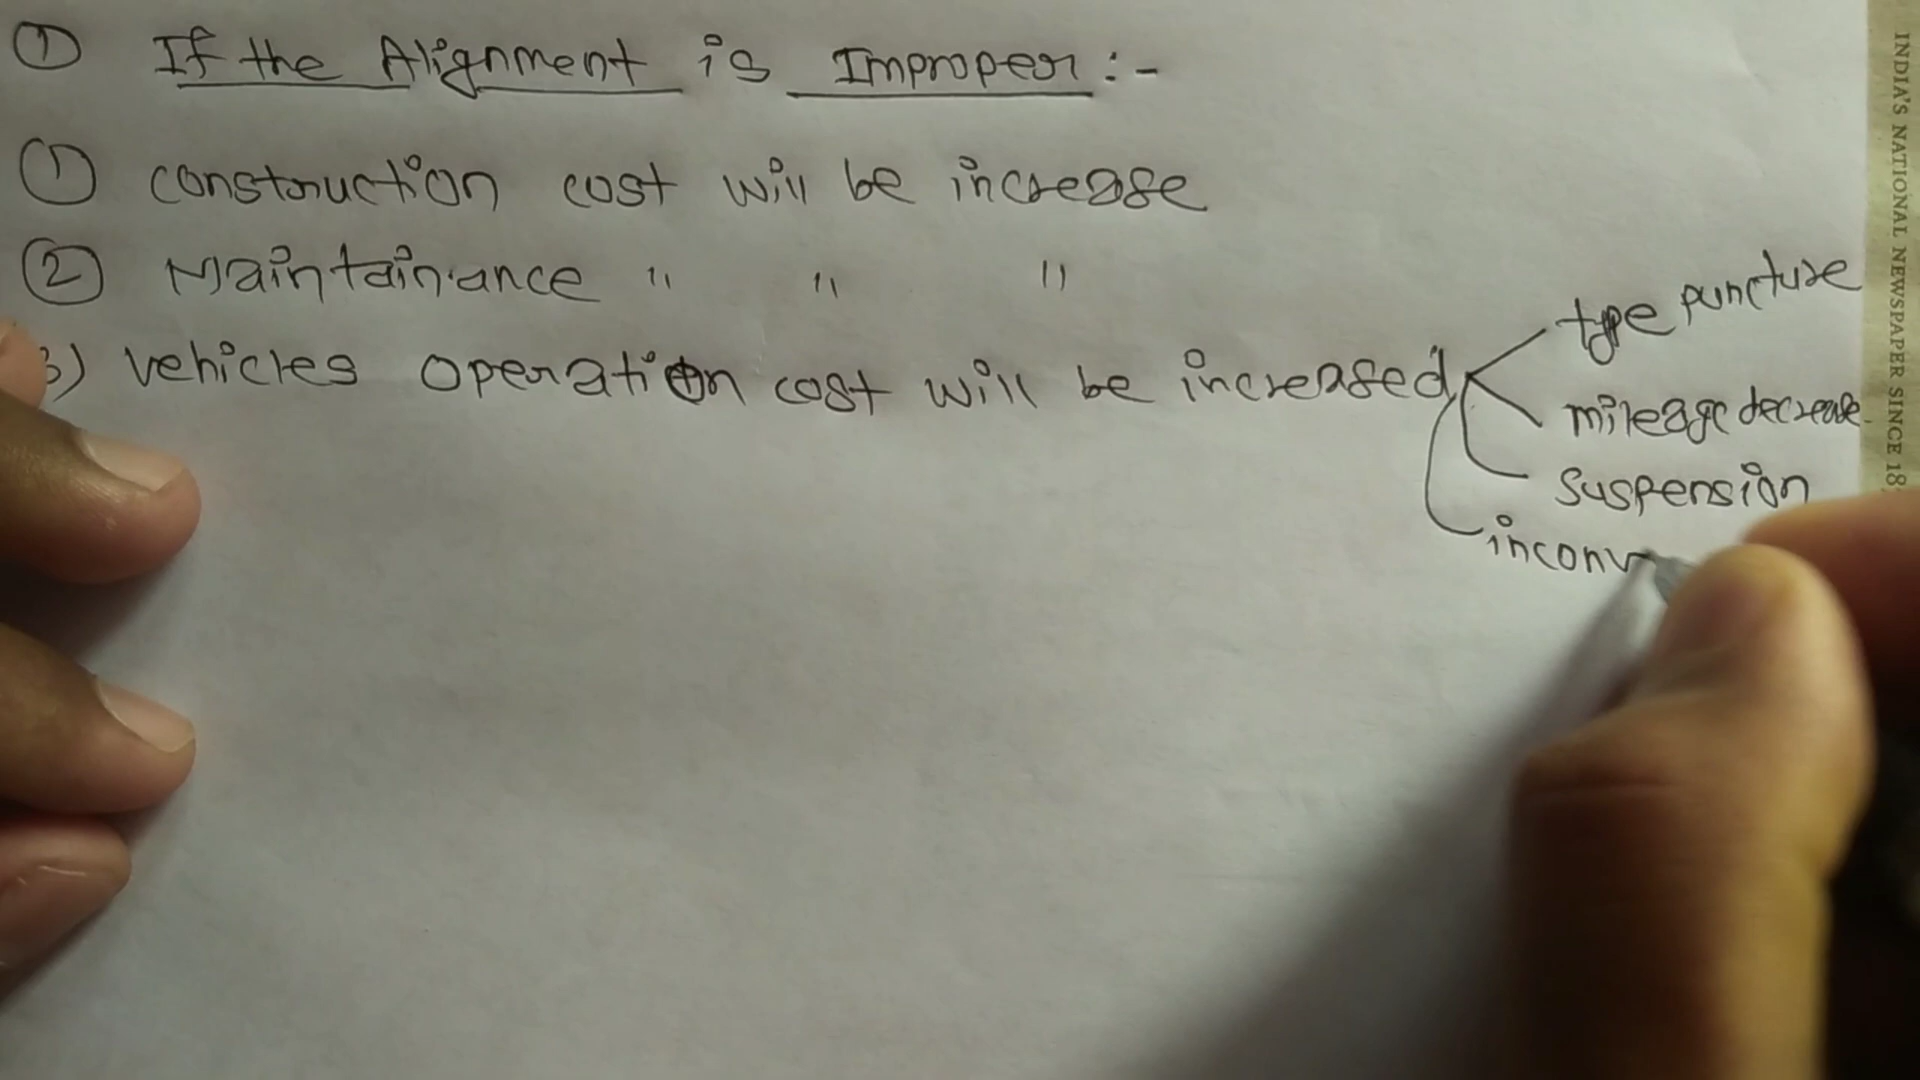 ① If the Alignment is Improper :-
① construction cost will be increase
② Maintainance " " "
3) vehicles operation cost will be increased
type puncture
mileage decrease
suspension
inconv
INDIA'S NATIONAL NEWSPAPER SINCE 18